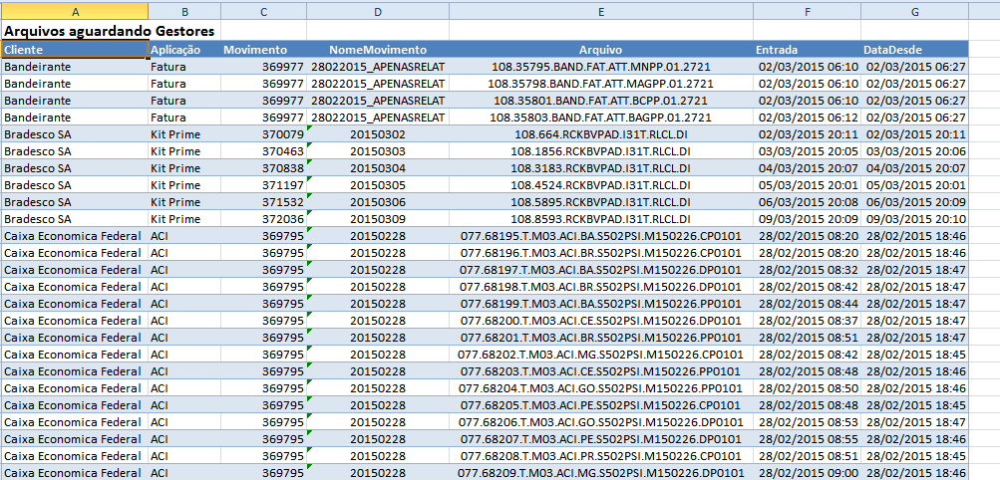 A B C D E F G
Arquivos aguardando Gestores
Cliente Aplicação Movimento NomeMovimento Arquivo Entrada DataDesde
Bandeirante Fatura 369977 28022015_APENASRELAT 108.35795.BAND.FAT.ATT.MNPP.01.2721 02/03/2015 06:10 02/03/2015 06:27
Bandeirante Fatura 369977 28022015_APENASRELAT 108.35798.BAND.FAT.ATT.MAGPP.01.2721 02/03/2015 06:10 02/03/2015 06:27
Bandeirante Fatura 369977 28022015_APENASRELAT 108.35801.BAND.FAT.ATT.BCPP.01.2721 02/03/2015 06:10 02/03/2015 06:27
Bandeirante Fatura 369977 28022015_APENASRELAT 108.35803.BAND.FAT.ATT.BAGPP.01.2721 02/03/2015 06:12 02/03/2015 06:27
Bradesco SA Kit Prime 370079 20150302 108.664.RCKBVPAD.I31T.RLCL.DI 02/03/2015 20:11 02/03/2015 20:11
Bradesco SA Kit Prime 370463 20150303 108.1856.RCKBVPAD.I31T.RLCL.DI 03/03/2015 20:05 03/03/2015 20:06
Bradesco SA Kit Prime 370838 20150304 108.3183.RCKBVPAD.I31T.RLCL.DI 04/03/2015 20:07 04/03/2015 20:07
Bradesco SA Kit Prime 371197 20150305 108.4524.RCKBVPAD.I31T.RLCL.DI 05/03/2015 20:01 05/03/2015 20:01
Bradesco SA Kit Prime 371532 20150306 108.5895.RCKBVPAD.I31T.RLCL.DI 06/03/2015 20:08 06/03/2015 20:09
Bradesco SA Kit Prime 372036 20150309 108.8593.RCKBVPAD.I31T.RLCL.DI 09/03/2015 20:09 09/03/2015 20:10
Caixa Economica Federal ACI 369795 20150228 077.68195.T.M03.ACI.BA.S502PSI.M150226.CP0101 28/02/2015 08:20 28/02/2015 18:46
Caixa Economica Federal ACI 369795 20150228 077.68196.T.M03.ACI.BR.S502PSI.M150226.CP0101 28/02/2015 08:20 28/02/2015 18:46
Caixa Economica Federal ACI 369795 20150228 077.68197.T.M03.ACI.BA.S502PSI.M150226.DP0101 28/02/2015 08:32 28/02/2015 18:47
Caixa Economica Federal ACI 369795 20150228 077.68198.T.M03.ACI.BR.S502PSI.M150226.DP0101 28/02/2015 08:42 28/02/2015 18:47
Caixa Economica Federal ACI 369795 20150228 077.68199.T.M03.ACI.BA.S502PSI.M150226.PP0101 28/02/2015 08:44 28/02/2015 18:47
Caixa Economica Federal ACI 369795 20150228 077.68200.T.M03.ACI.CE.S502PSI.M150226.DP0101 28/02/2015 08:37 28/02/2015 18:47
Caixa Economica Federal ACI 369795 20150228 077.68201.T.M03.ACI.BR.S502PSI.M150226.PP0101 28/02/2015 08:51 28/02/2015 18:47
Caixa Economica Federal ACI 369795 20150228 077.68202.T.M03.ACI.MG.S502PSI.M150226.CP0101 28/02/2015 08:42 28/02/2015 18:45
Caixa Economica Federal ACI 369795 20150228 077.68203.T.M03.ACI.CE.S502PSI.M150226.PP0101 28/02/2015 08:48 28/02/2015 18:46
Caixa Economica Federal ACI 369795 20150228 077.68204.T.M03.ACI.GO.S502PSI.M150226.PP0101 28/02/2015 08:50 28/02/2015 18:46
Caixa Economica Federal ACI 369795 20150228 077.68205.T.M03.ACI.PE.S502PSI.M150226.CP0101 28/02/2015 08:48 28/02/2015 18:45
Caixa Economica Federal ACI 369795 20150228 077.68206.T.M03.ACI.GO.S502PSI.M150226.DP0101 28/02/2015 08:53 28/02/2015 18:47
Caixa Economica Federal ACI 369795 20150228 077.68207.T.M03.ACI.PE.S502PSI.M150226.DP0101 28/02/2015 08:55 28/02/2015 18:46
Caixa Economica Federal ACI 369795 20150228 077.68208.T.M03.ACI.PR.S502PSI.M150226.CP0101 28/02/2015 08:51 28/02/2015 18:45
Caixa Economica Federal ACI 369795 20150228 077.68209.T.M03.ACI.MG.S502PSI.M150226.DP0101 28/02/2015 09:00 28/02/2015 18:46